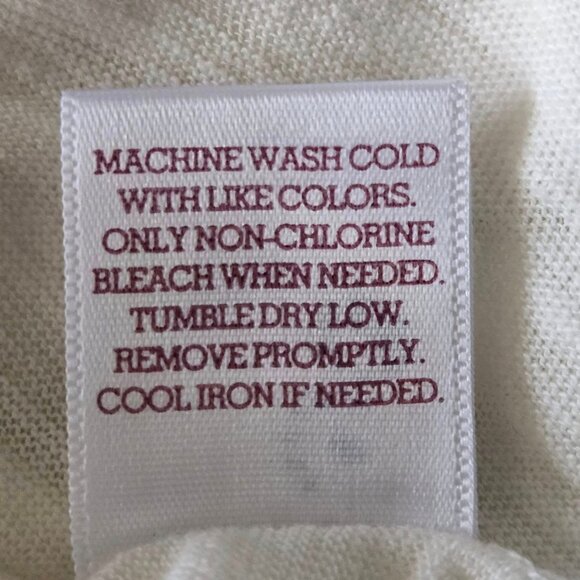 MACHINE WASH COLD
WITH LIKE COLORS.
ONLY NON-CHLORINE
BLEACH WHEN NEEDED.
TUMBLE DRY LOW.
REMOVE PROMPTLY.
COOL IRON IF NEEDED.